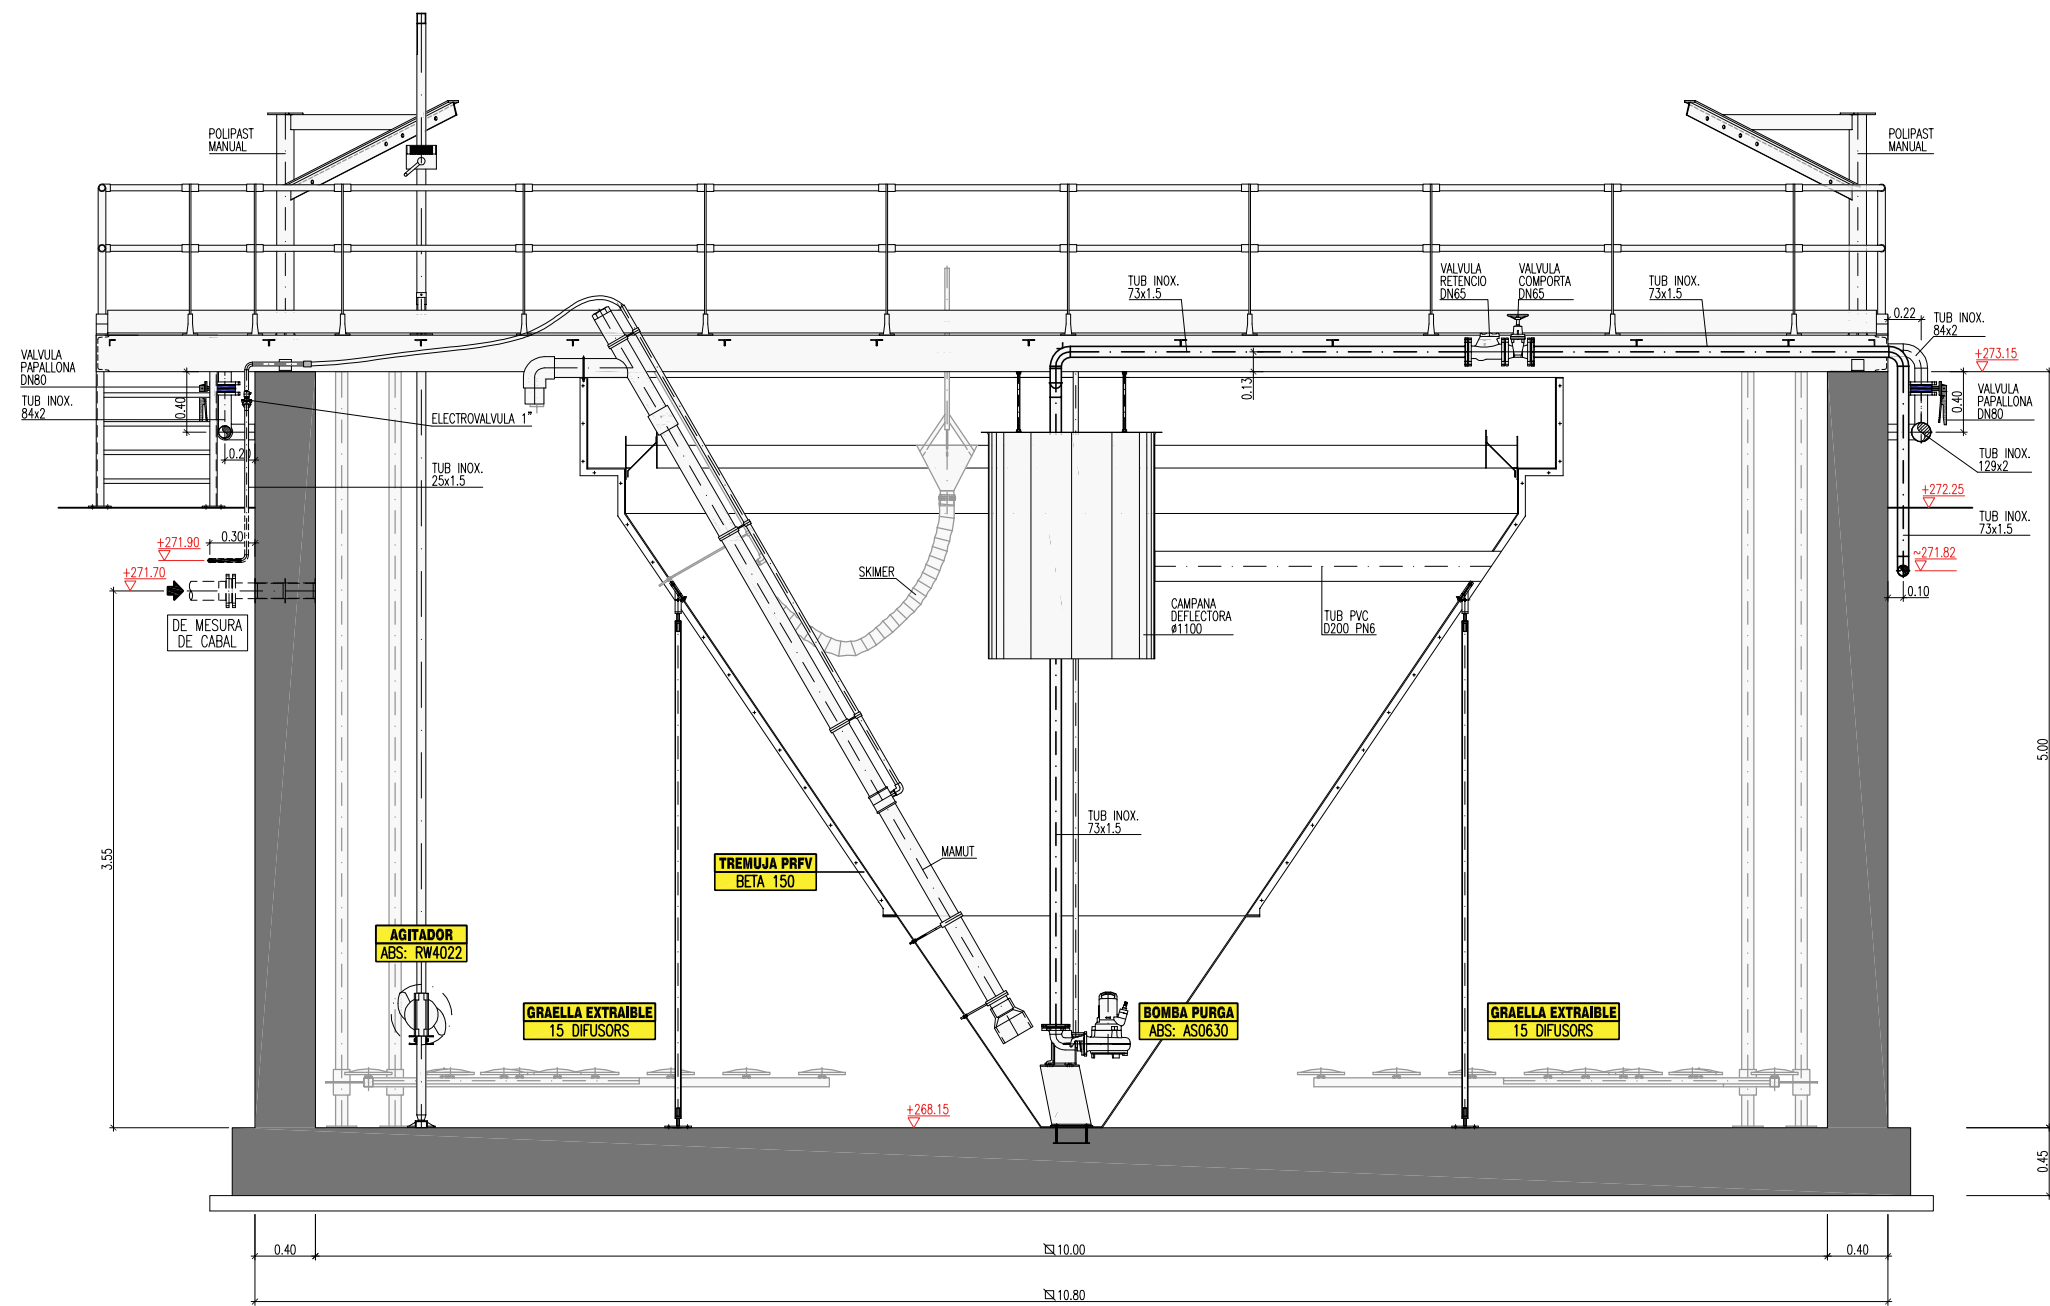 POLIPAST
MANUAL
POLIPAST
MANUAL
VALVULA
RETENCIO
DN65
VALVULA
COMPORTA
DN65
TUB INOX.
73x1.5
TUB INOX.
73x1.5
0.22
TUB INOX.
84x2
+273.15
VALVULA
PAPALLONA
DN80
TUB INOX.
84x2
0.40
0.13
0.40
VALVULA
PAPALLONA
DN80
ELECTROVALVULA 1"
0.20
TUB INOX.
25x1.5
TUB INOX.
129x2
+272.25
TUB INOX.
73x1.5
0.30
+271.90
+271.70
~271.82
0.10
SKIMER
DE MESURA
DE CABAL
CAMPANA
DEFLECTORA
ø1100
TUB PVC
D200 PN6
5.00
3.55
TUB INOX.
73x1.5
MAMUT
TREMUJA PRFV
BETA 150
AGITADOR
ABS: RW4022
GRAELLA EXTRAÏBLE
15 DIFUSORS
BOMBA PURGA
ABS: AS0630
GRAELLA EXTRAÏBLE
15 DIFUSORS
+268.15
0.45
0.40
10.00
0.40
10.80